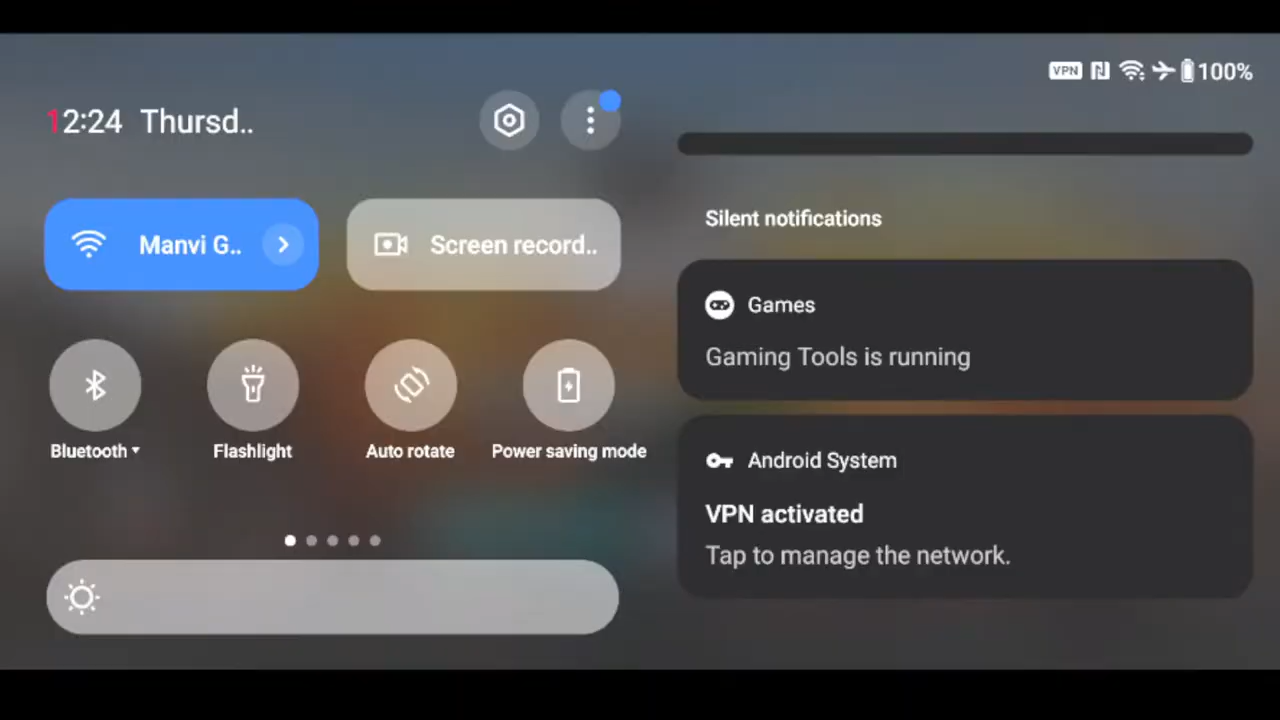 VPN 100%
12:24 Thursd..
Manvi G..
Screen record..
Bluetooth
Flashlight
Auto rotate
Power saving mode
Silent notifications
Games
Gaming Tools is running
Android System
VPN activated
Tap to manage the network.